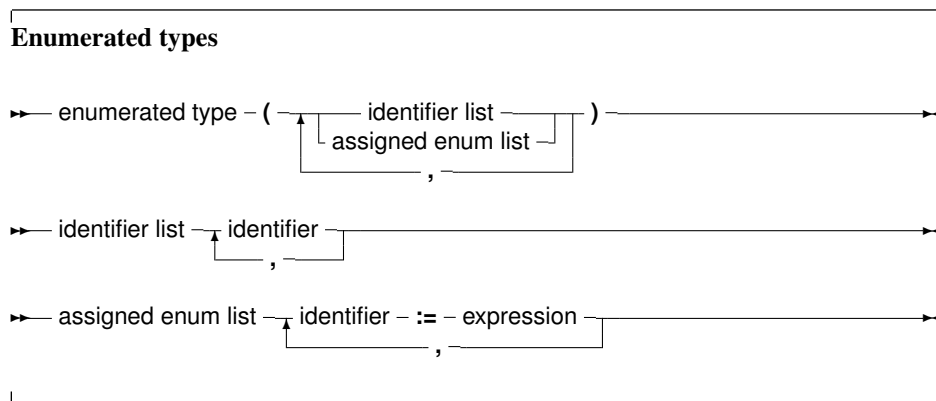 Enumerated types
enumerated type ( identifier list )
assigned enum list
,
identifier list identifier
,
assigned enum list identifier := expression
,